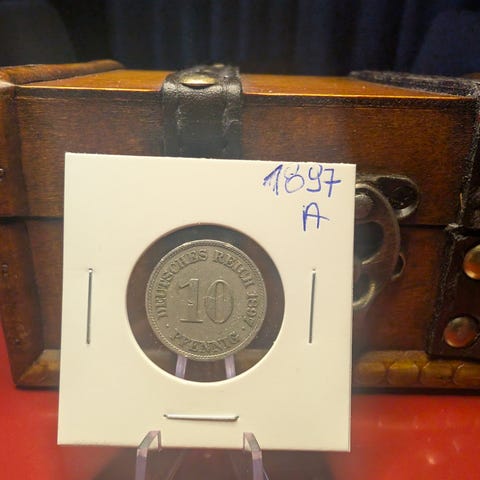 1897
A
DEUTSCHES REICH 1897
10
PFENNIG